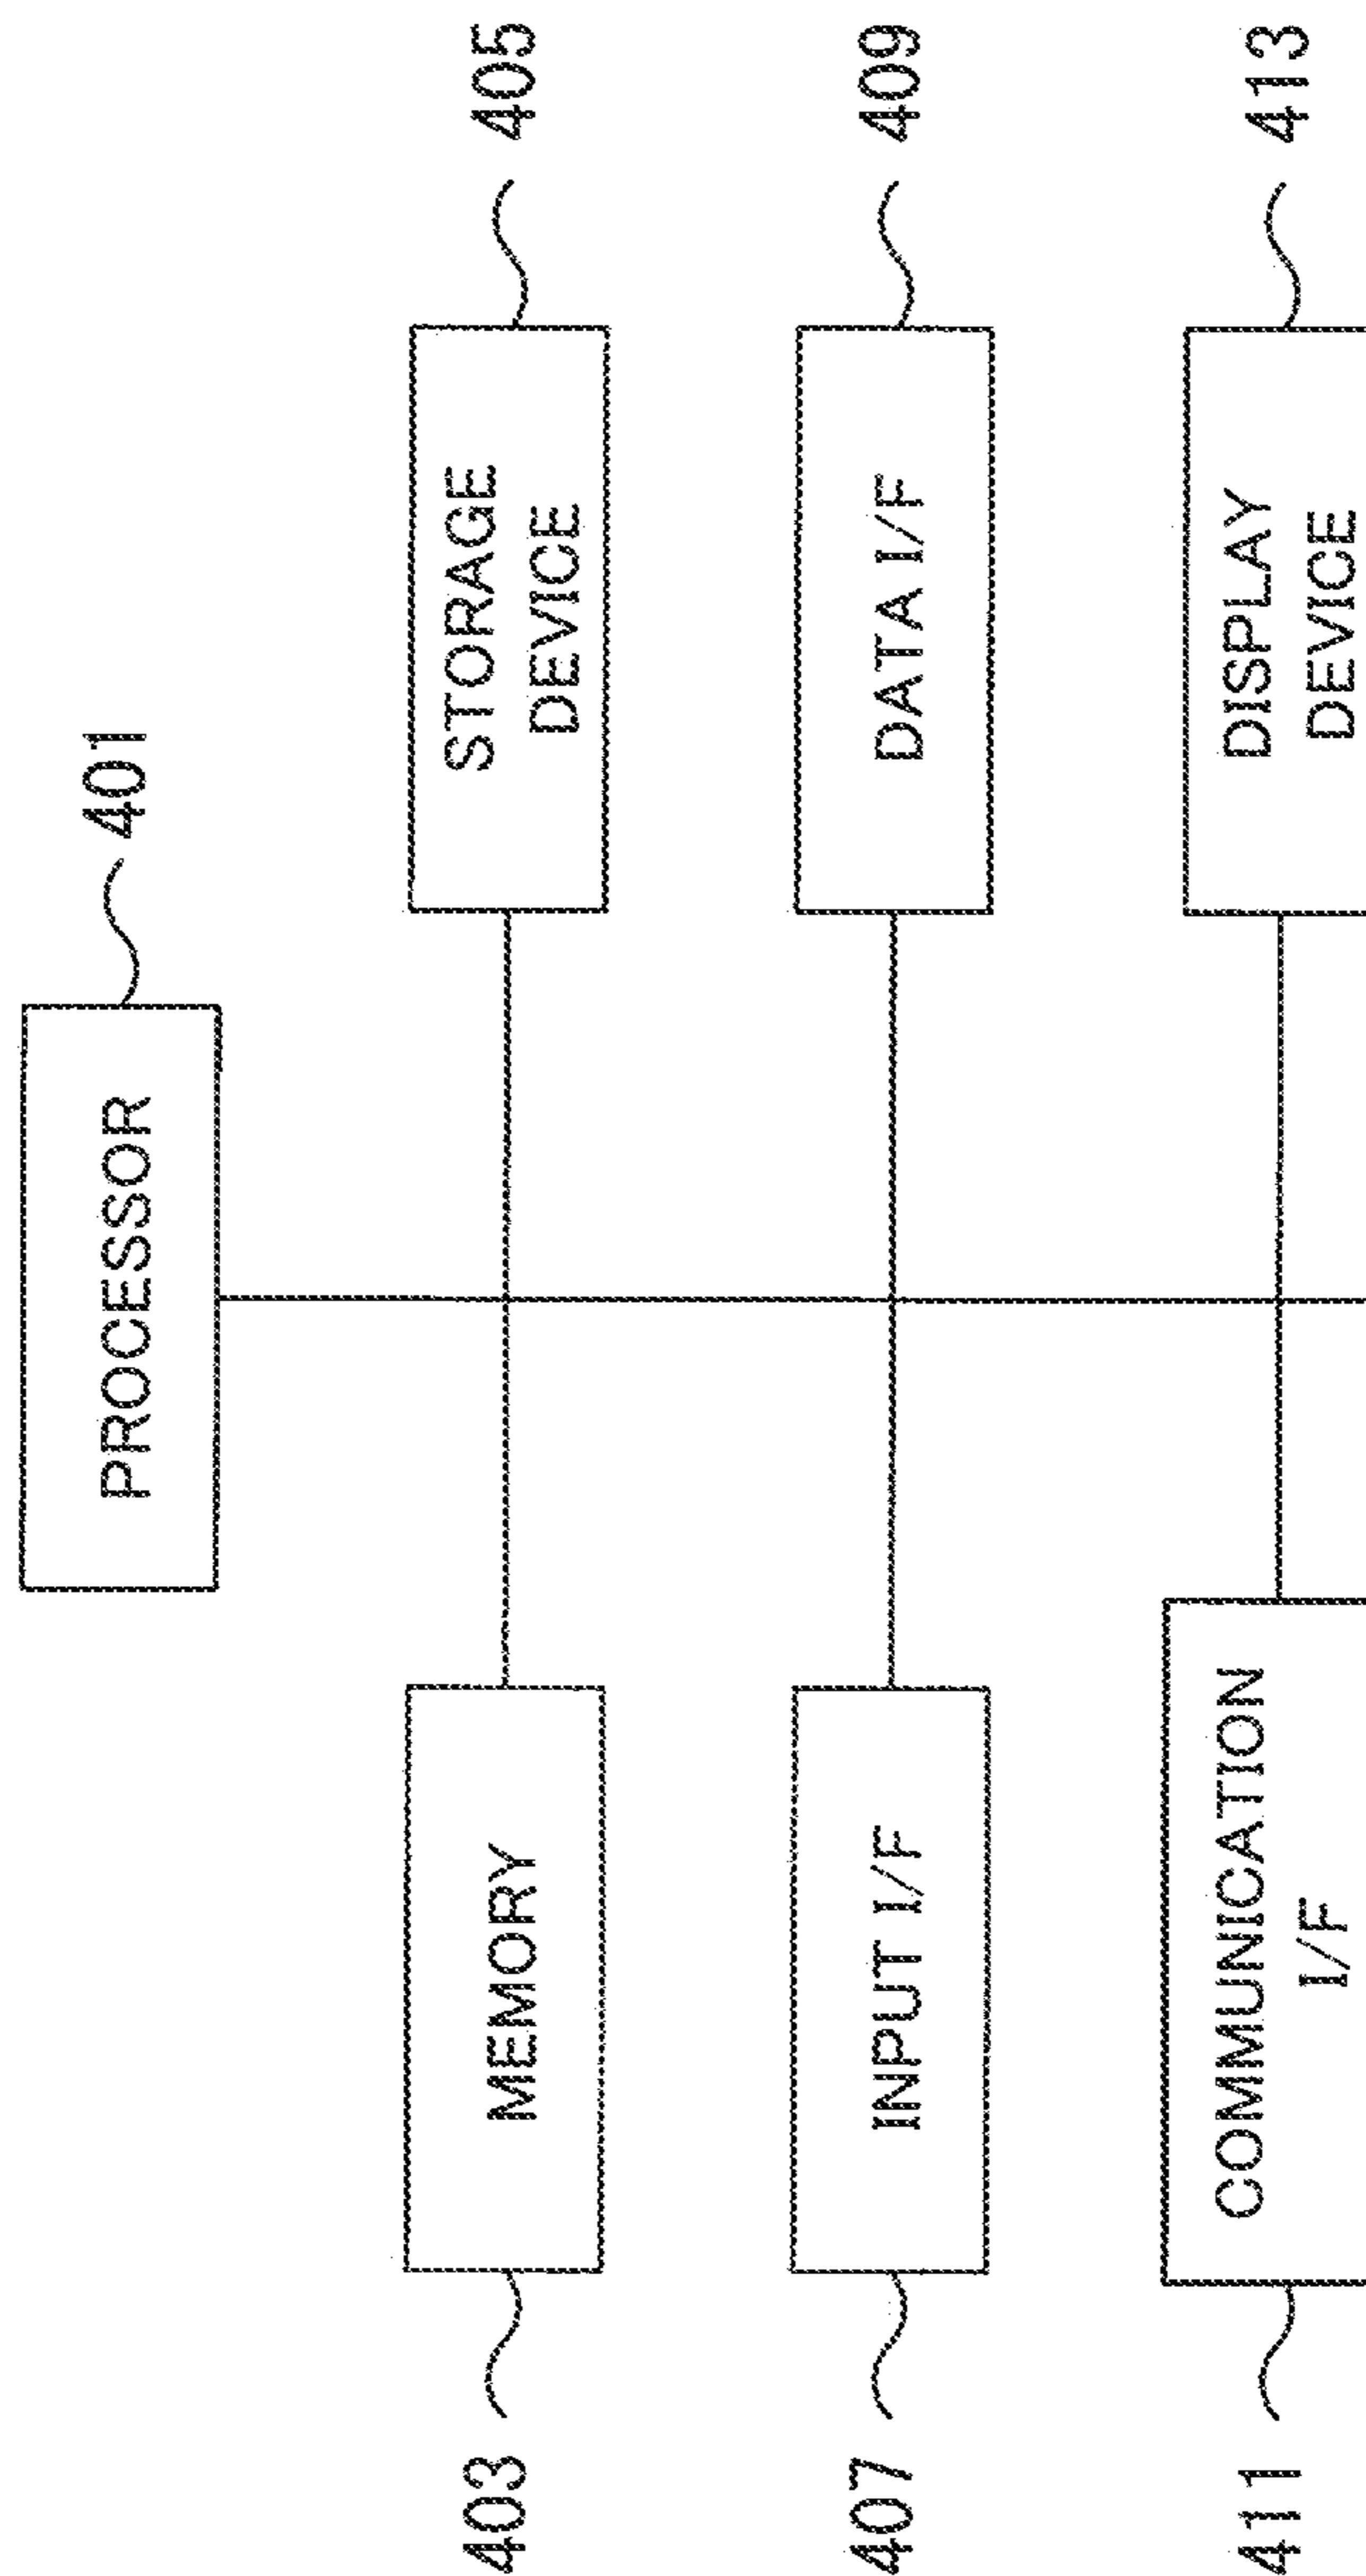 401
PROCESSOR
403
MEMORY
STORAGE
DEVICE
405
407
INPUT I/F
DATA I/F
409
411
COMMUNICATION
I/F
DISPLAY
DEVICE
413